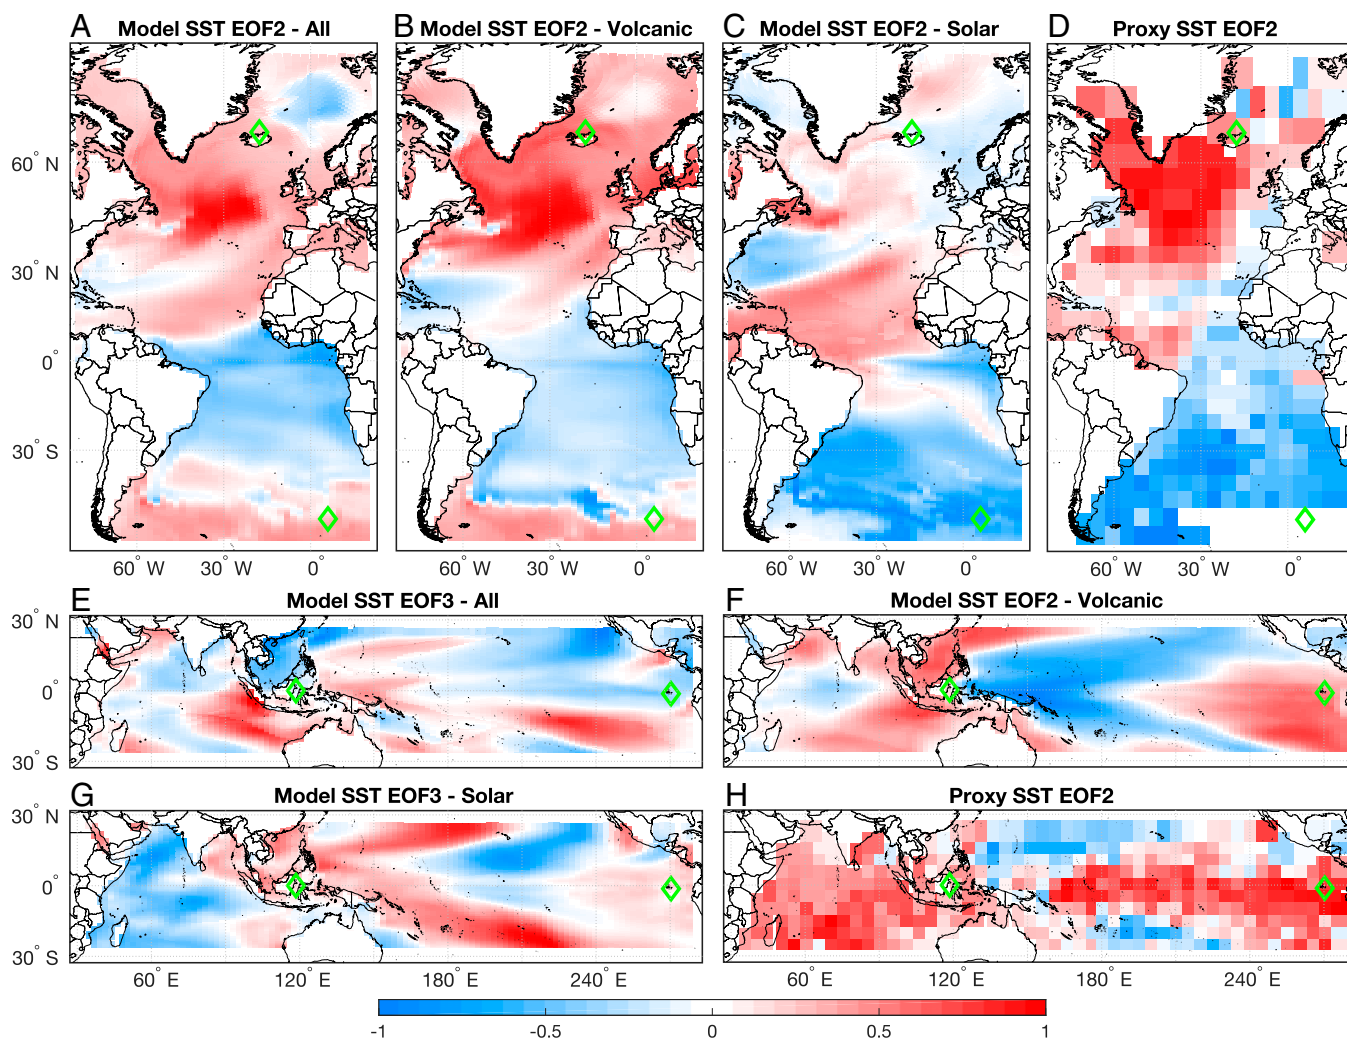 A Model SST EOF2 - All
B Model SST EOF2 - Volcanic
C Model SST EOF2 - Solar
D Proxy SST EOF2
60° N
30° N
0°
30° S
60° W 30° W 0°
60° W 30° W 0°
60° W 30° W 0°
60° W 30° W 0°
E Model SST EOF3 - All
F Model SST EOF2 - Volcanic
30° N
0°
30° S
G Model SST EOF3 - Solar
H Proxy SST EOF2
30° N
0°
30° S
60° E 120° E 180° E 240° E
60° E 120° E 180° E 240° E
-1 -0.5 0 0.5 1